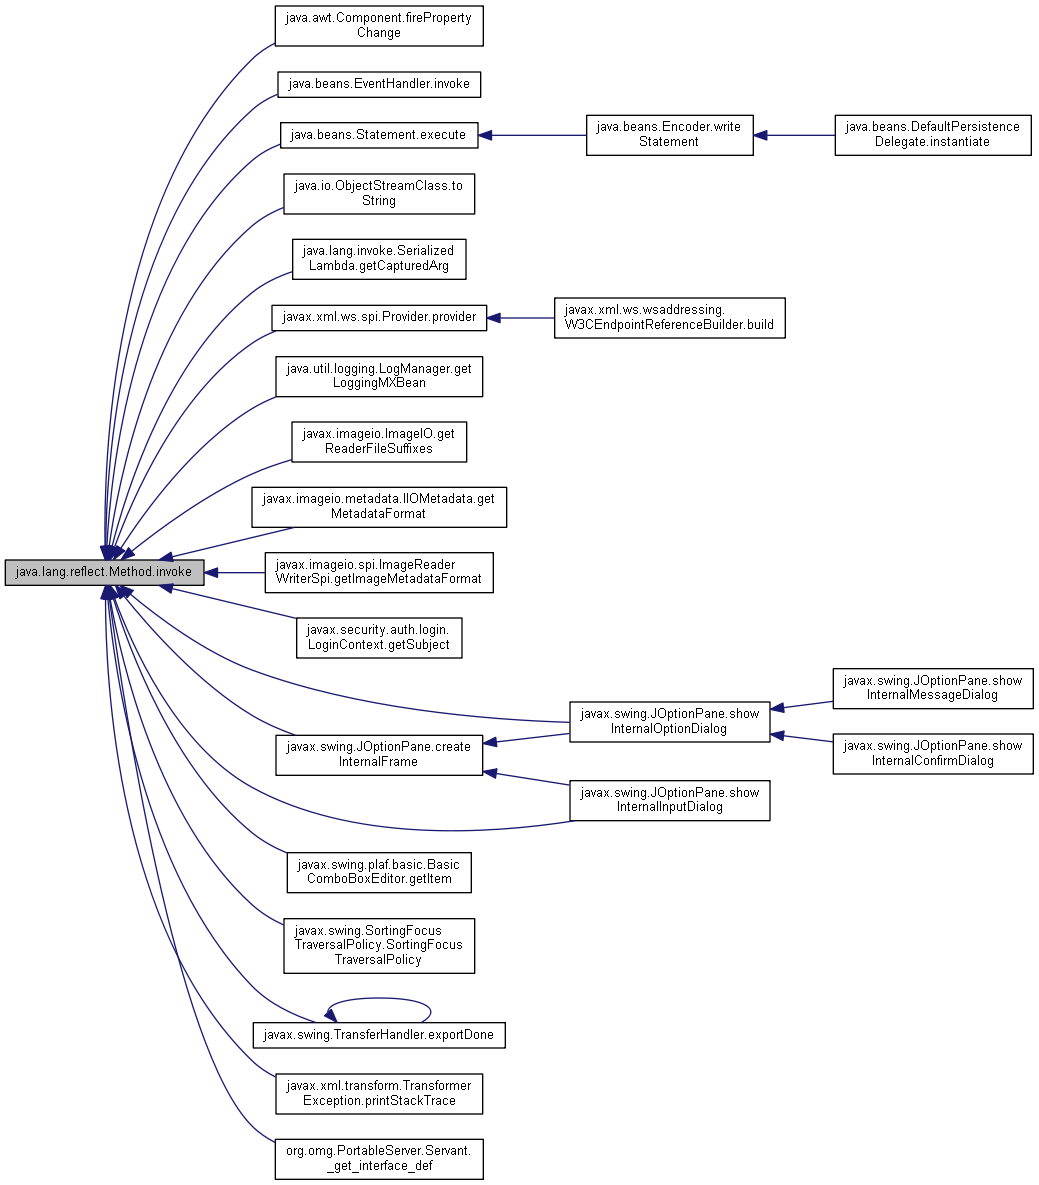 java.awt.Component.fireProperty
Change
java.beans.EventHandler.invoke
java.beans.Statement.execute
java.beans.Encoder.write
Statement
java.beans.DefaultPersistence
Delegate.instantiate
java.io.ObjectStreamClass.to
String
java.lang.invoke.Serialized
Lambda.getCapturedArg
javax.xml.ws.spi.Provider.provider
javax.xml.ws.wsaddressing.
W3CEndpointReferenceBuilder.build
java.util.logging.LogManager.get
LoggingMXBean
javax.imageio.ImageIO.get
ReaderFileSuffixes
javax.imageio.metadata.IIOMetadata.get
MetadataFormat
java.lang.reflect.Method.invoke
javax.imageio.spi.ImageReader
WriterSpi.getImageMetadataFormat
javax.security.auth.login.
LoginContext.getSubject
javax.swing.JOptionPane.create
InternalFrame
javax.swing.JOptionPane.show
InternalOptionDialog
javax.swing.JOptionPane.show
InternalMessageDialog
javax.swing.JOptionPane.show
InternalConfirmDialog
javax.swing.JOptionPane.show
InternalInputDialog
javax.swing.plaf.basic.Basic
ComboBoxEditor.getItem
javax.swing.SortingFocus
TraversalPolicy.SortingFocus
TraversalPolicy
javax.swing.TransferHandler.exportDone
javax.xml.transform.Transformer
Exception.printStackTrace
org.omg.PortableServer.Servant.
_get_interface_def